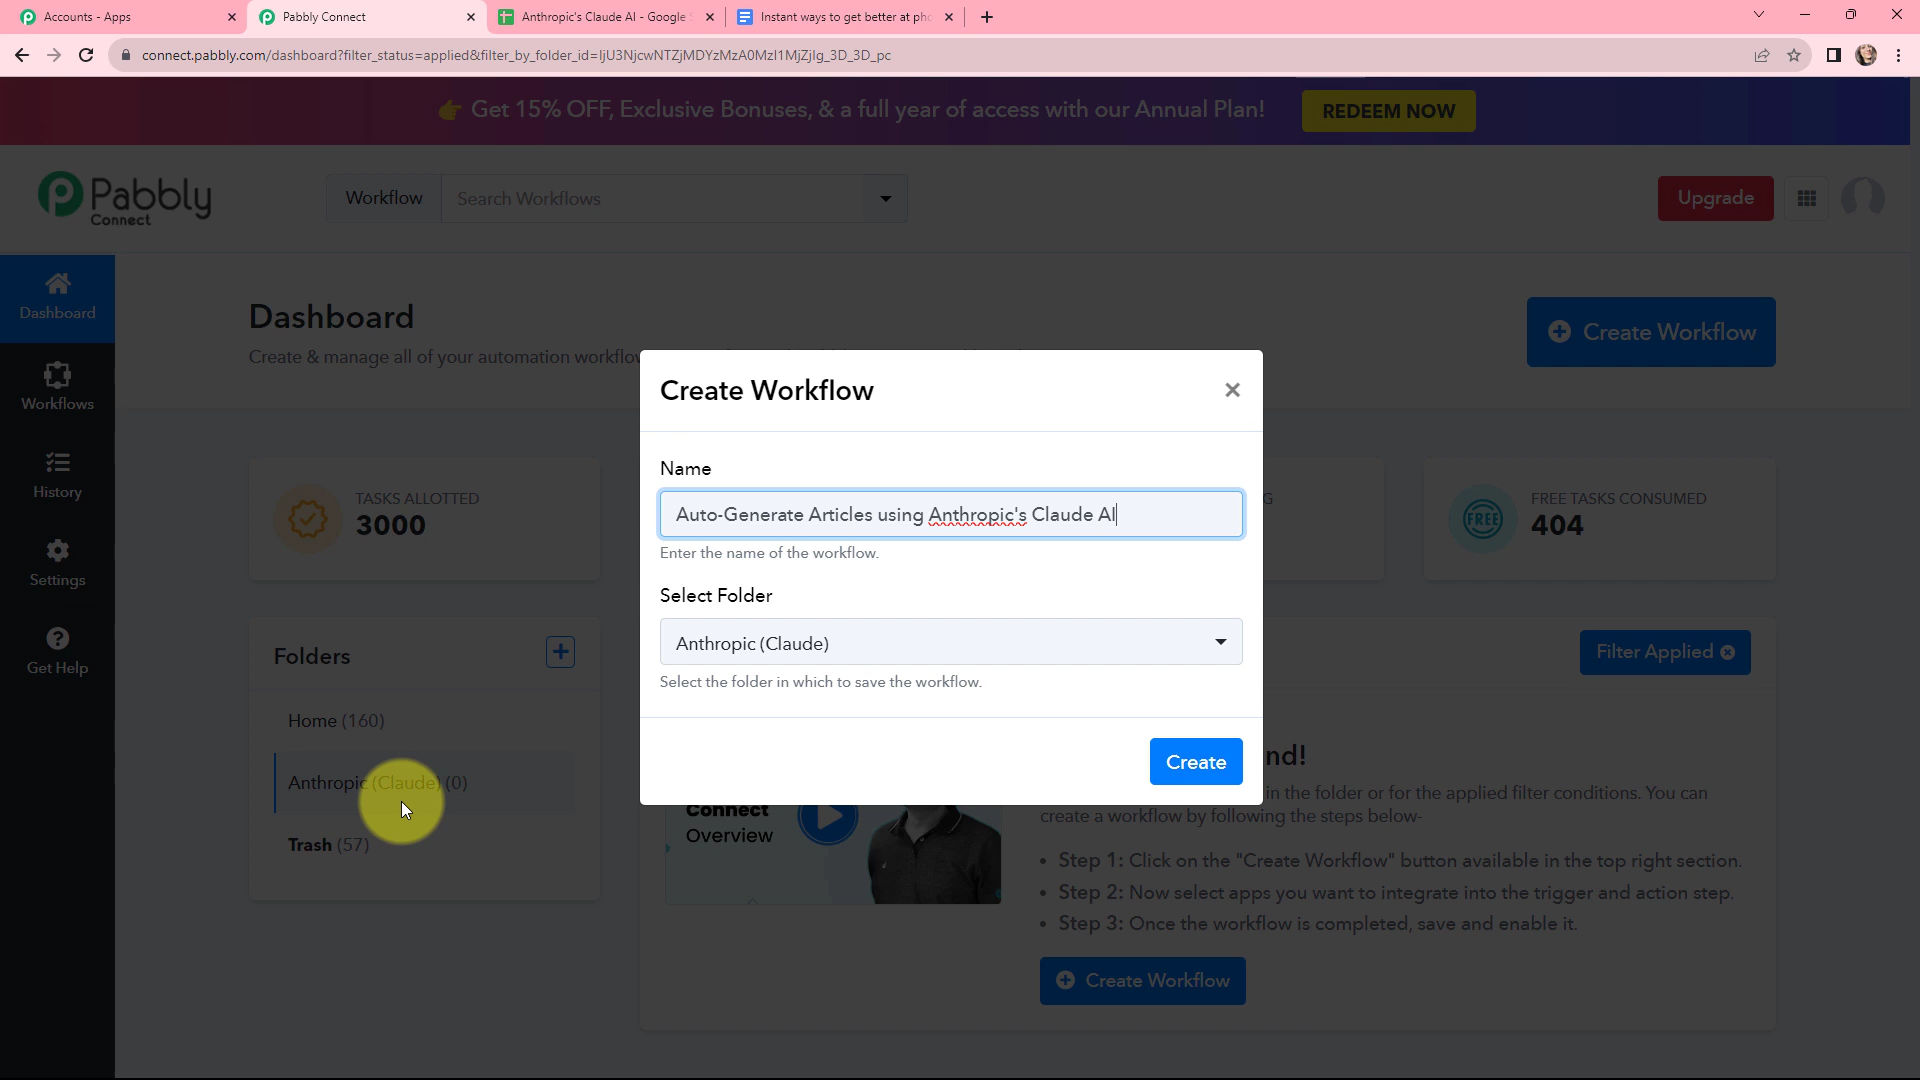 Accounts - Apps
Pabbly Connect
Anthropic's Claude AI - Google
Instant ways to get better at pho
connect.pabbly.com/dashboard?filter_status=applied&filter_by_folder_id=
Get 15% OFF, Exclusive Bonuses, & a full year of access with our Annual Plan!
REDEEM NOW
Pabbly
Connect
Workflow
Search Workflows
Upgrade
Dashboard
Workflows
History
Settings
Get Help
Dashboard
Create & manage all of your automation workflo
Create Workflow
TASKS ALLOTTED
3000
G
FREE
FREE TASKS CONSUMED
404
Folders
Home (160)
Anthropic (Claude) (0)
Trash (57)
Create Workflow
Name
Auto-Generate Articles using Anthropic's Claude AI
Enter the name of the workflow.
Select Folder
Anthropic (Claude)
Select the folder in which to save the workflow.
Create
Filter Applied
nd!
in the folder or for the applied filter conditions. You can
create a workflow by following the steps below-
Connect
Overview
• Step 1: Click on the "Create Workflow" button available in the top right section.
• Step 2: Now select apps you want to integrate into the trigger and action step.
• Step 3: Once the workflow is completed, save and enable it.
Create Workflow